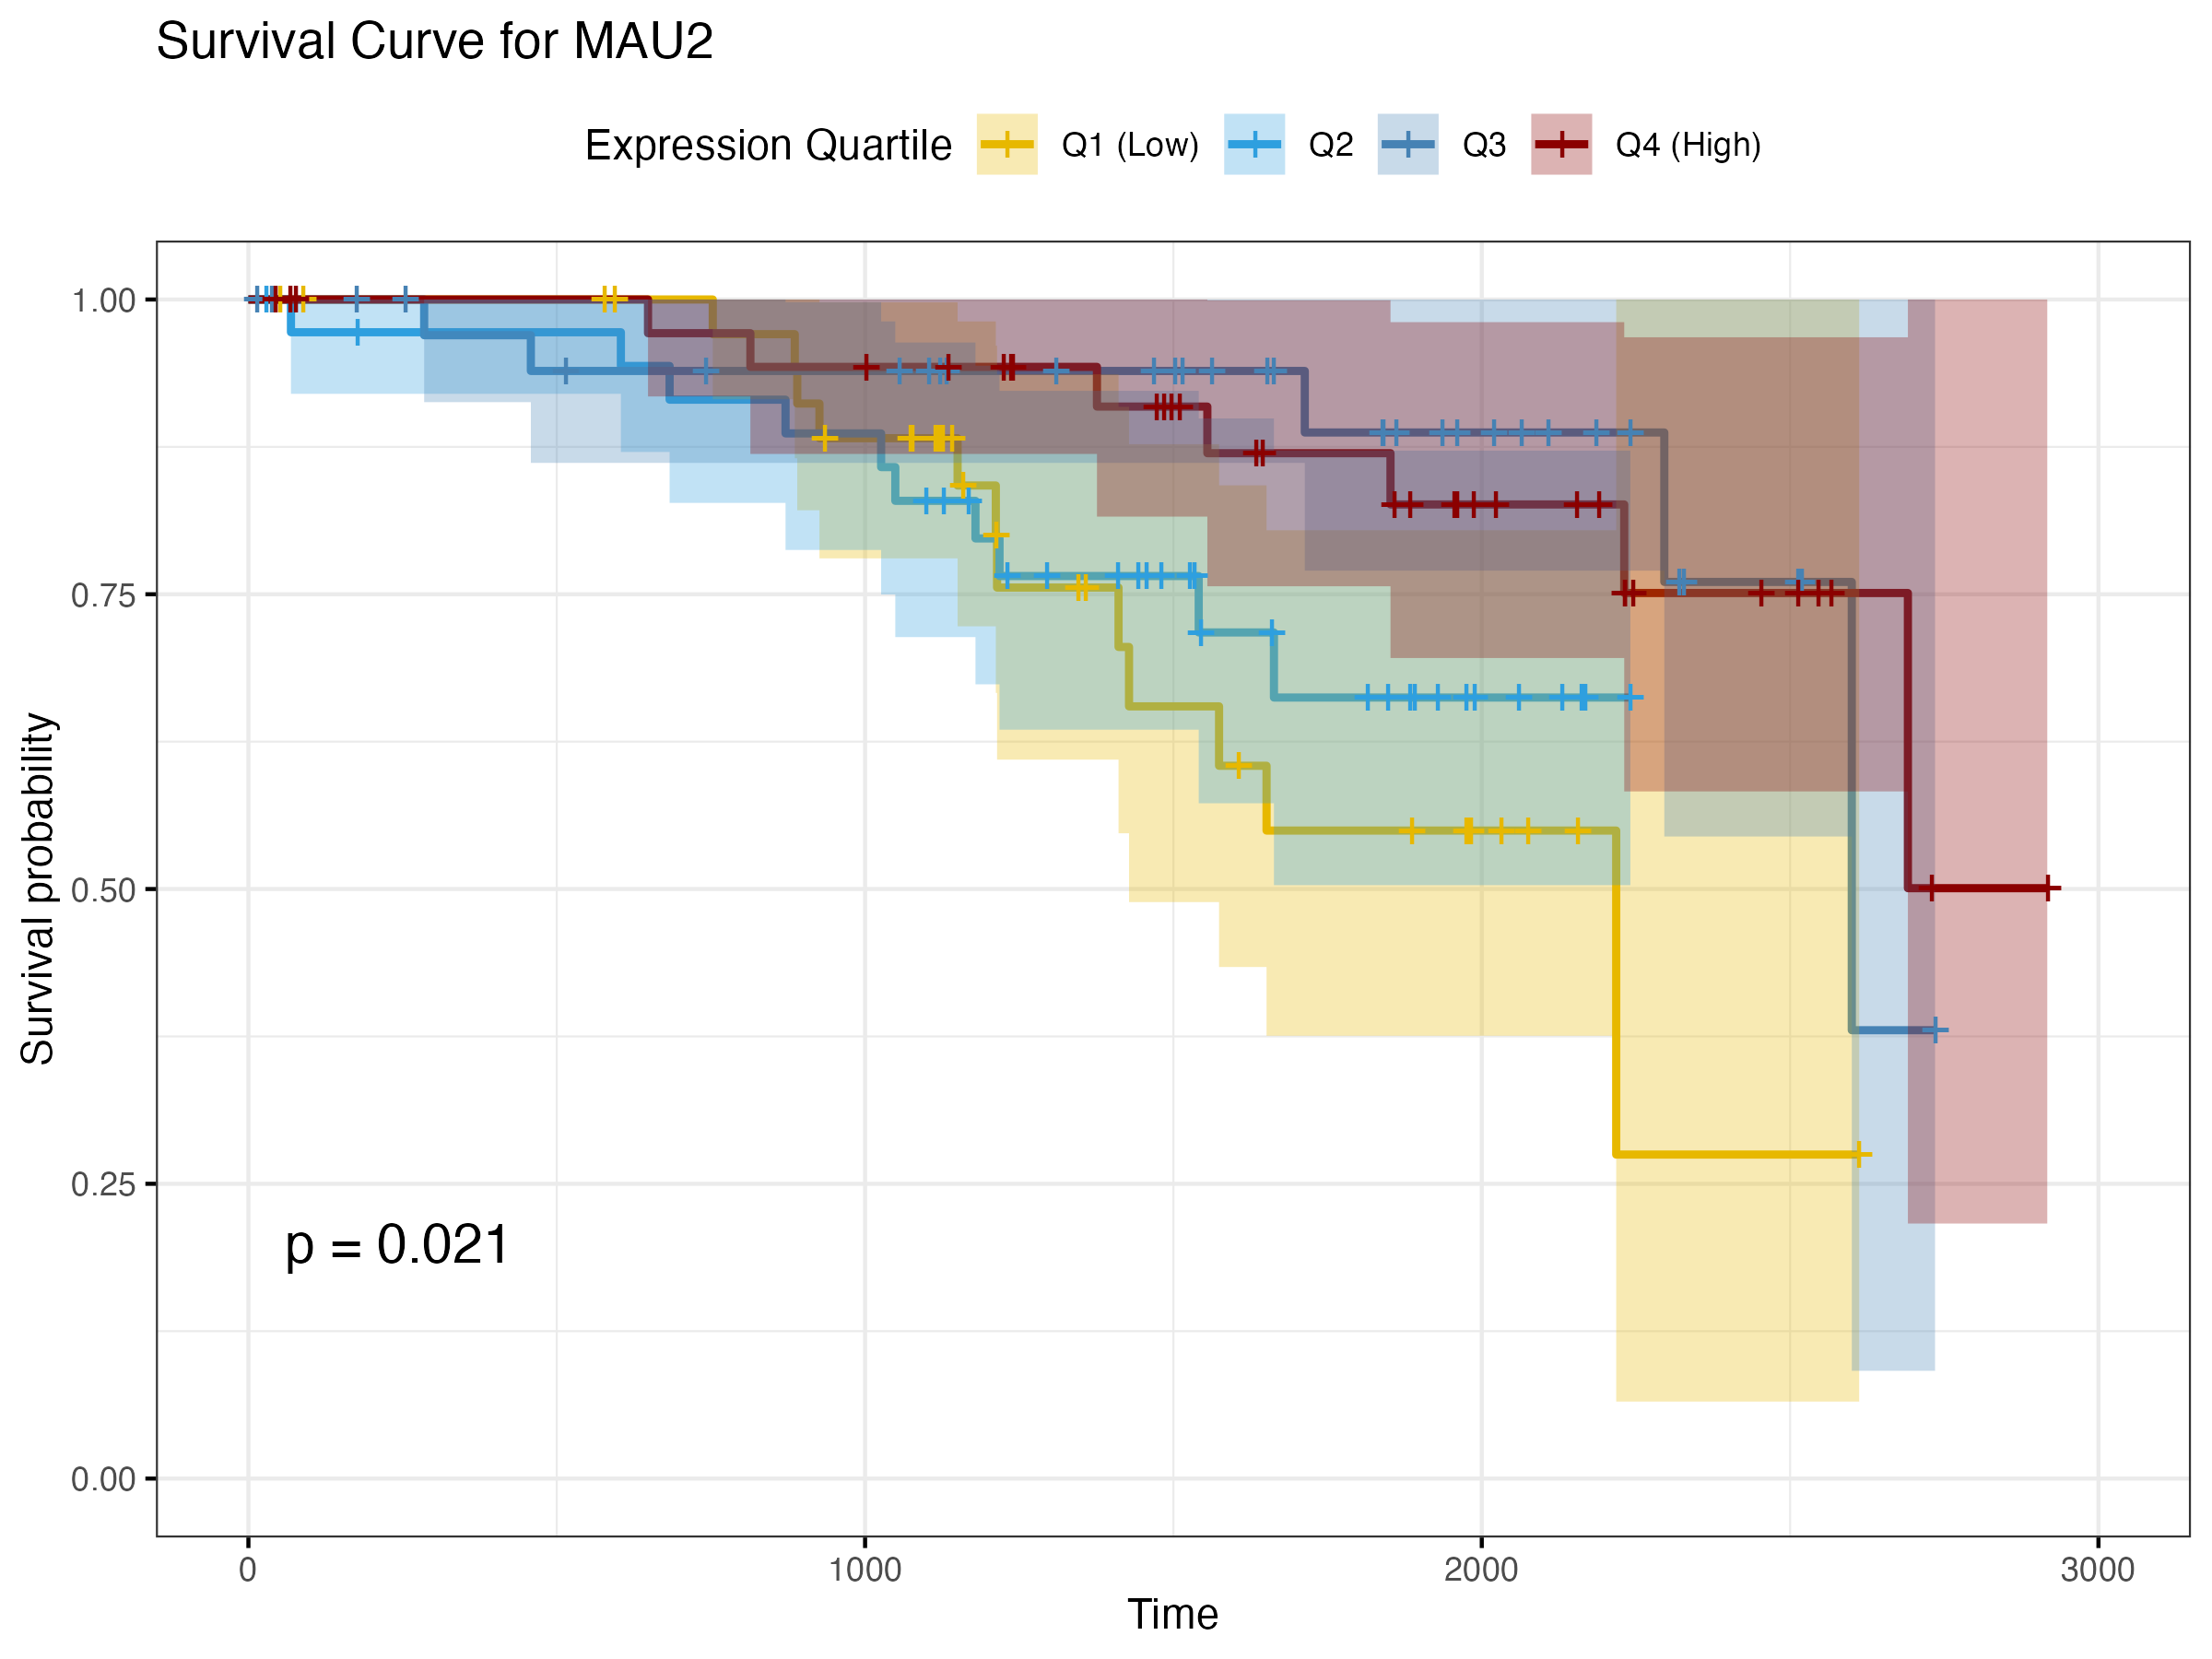 Survival Curve for MAU2
Expression Quartile Q1 (Low) Q2 Q3 Q4 (High)
1.00
0.75
0.50
0.25
0.00
Survival probability
p = 0.021
0 1000 2000 3000
Time